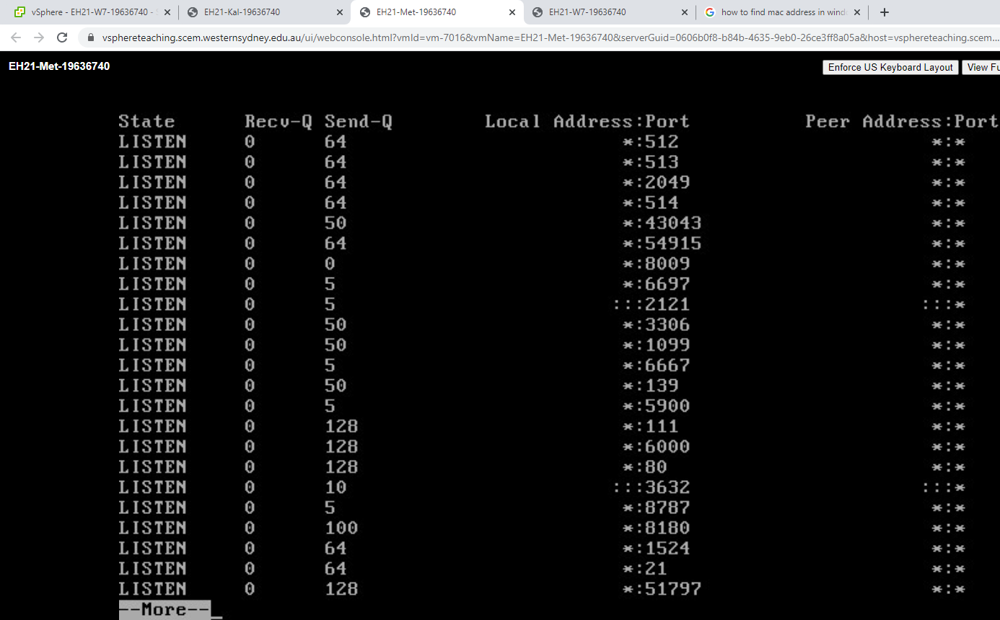 vSphere - EH21-W7-19636740 - EH21-Kal-19636740 EH21-Met-19636740 EH21-W7-19636740 how to find mac address in wind
vsphereteaching.scem.westernsydney.edu.au/ui/webconsole.html?vmId=vm-7016&vmName=EH21-Met-19636740&serverGuid=0606b0f8-b84b-4635-9eb0-26ce3ff8a05a&host=vsphereteaching.scem...
EH21-Met-19636740 Enforce US Keyboard Layout View Fu
State Recv-Q Send-Q Local Address:Port Peer Address:Port
LISTEN 0 64 *:512 *:*
LISTEN 0 64 *:513 *:*
LISTEN 0 64 *:2049 *:*
LISTEN 0 64 *:514 *:*
LISTEN 0 50 *:43043 *:*
LISTEN 0 64 *:54915 *:*
LISTEN 0 0 *:8009 *:*
LISTEN 0 5 *:6697 *:*
LISTEN 0 5 :::2121 :::*
LISTEN 0 50 *:3306 *:*
LISTEN 0 50 *:1099 *:*
LISTEN 0 5 *:6667 *:*
LISTEN 0 50 *:139 *:*
LISTEN 0 5 *:5900 *:*
LISTEN 0 128 *:111 *:*
LISTEN 0 128 *:6000 *:*
LISTEN 0 128 *:80 *:*
LISTEN 0 10 :::3632 :::*
LISTEN 0 5 *:8787 *:*
LISTEN 0 100 *:8180 *:*
LISTEN 0 64 *:1524 *:*
LISTEN 0 64 *:21 *:*
LISTEN 0 128 *:51797 *:*
--More--_